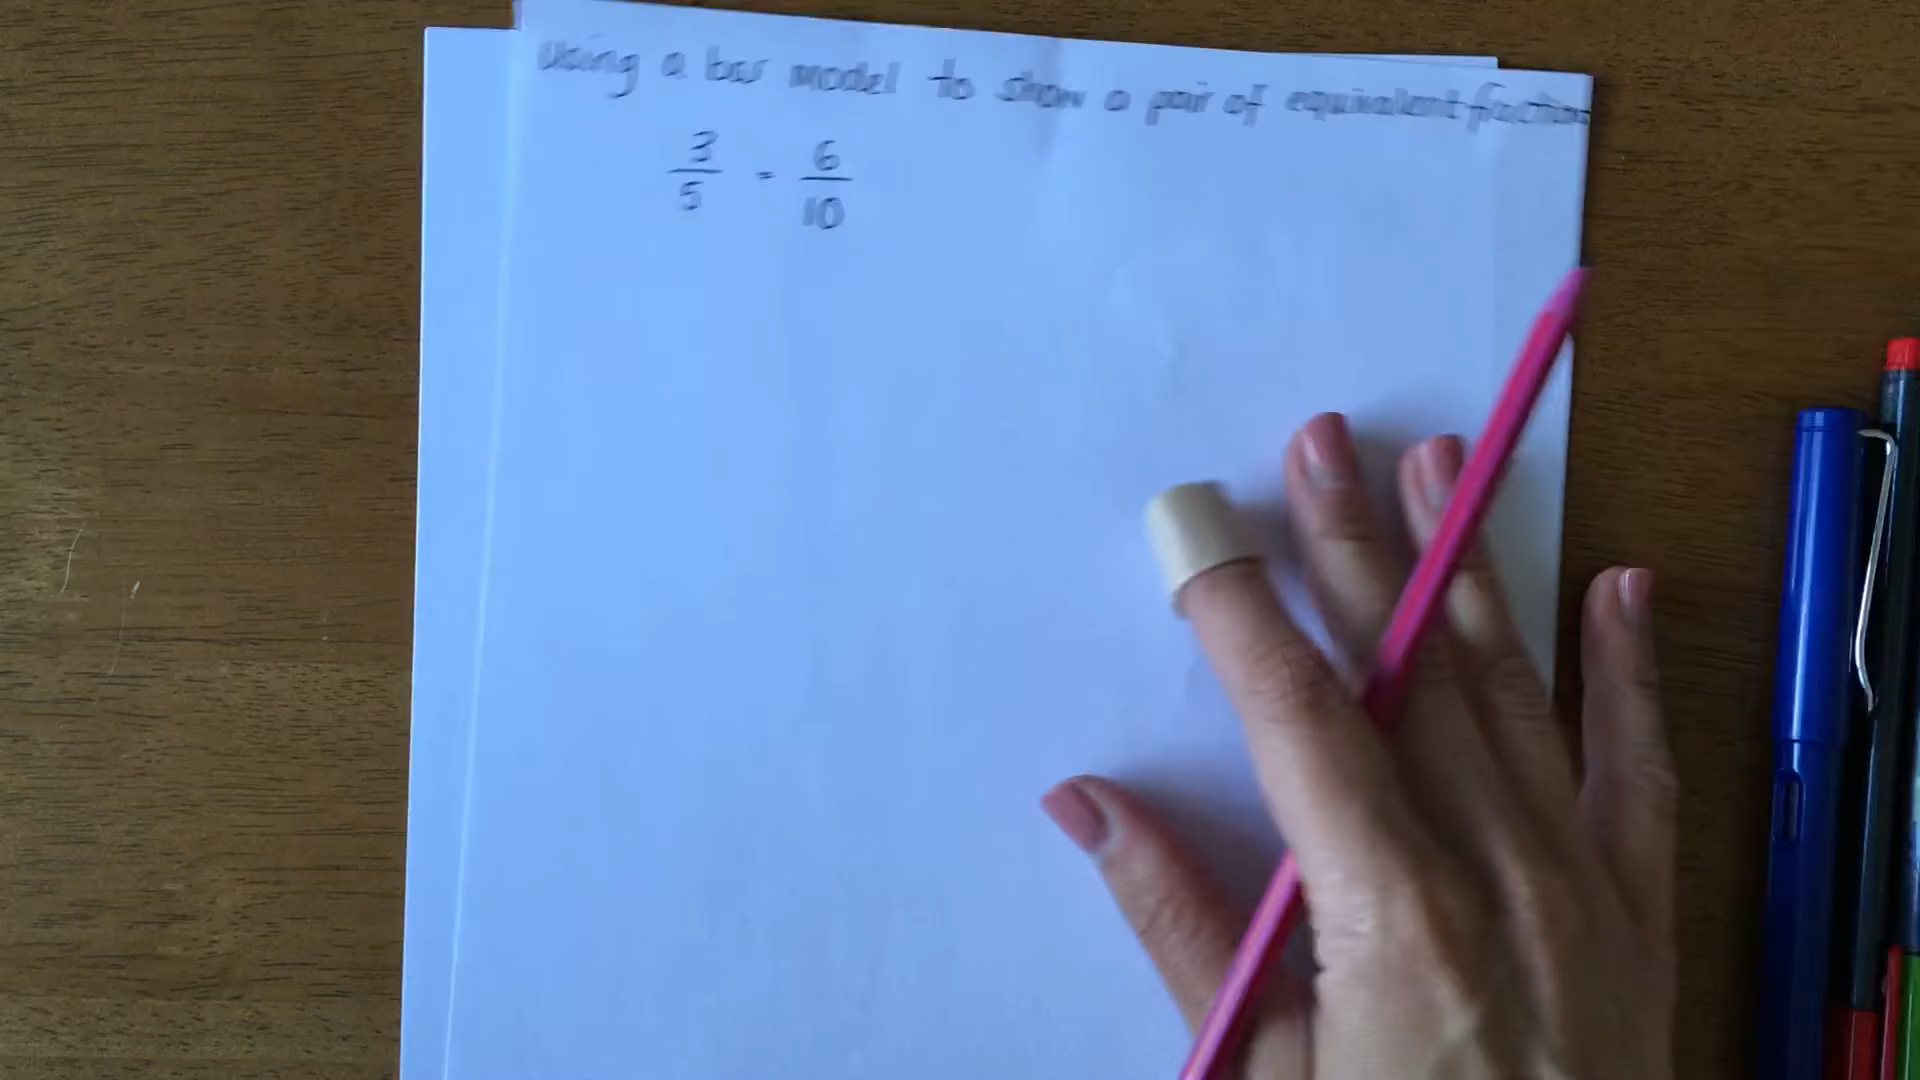 using a bar model to show a pair of equivalent fractions
3/5 = 6/10